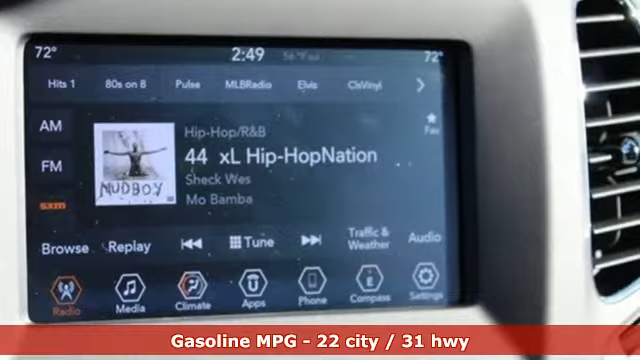 72° 2:49 72°
Hits 1 80s on 8 Pulse MLBRadio Elvis ClsVinyl
AM
FM
sxm
MUDBOY
Hip-Hop/R&B
44 xL Hip-HopNation
Sheck Wes
Mo Bamba
Fav
Browse Replay Tune Traffic & Weather Audio
Radio Media Climate Apps Phone Compass Settings
E
Gasoline MPG - 22 city / 31 hwy